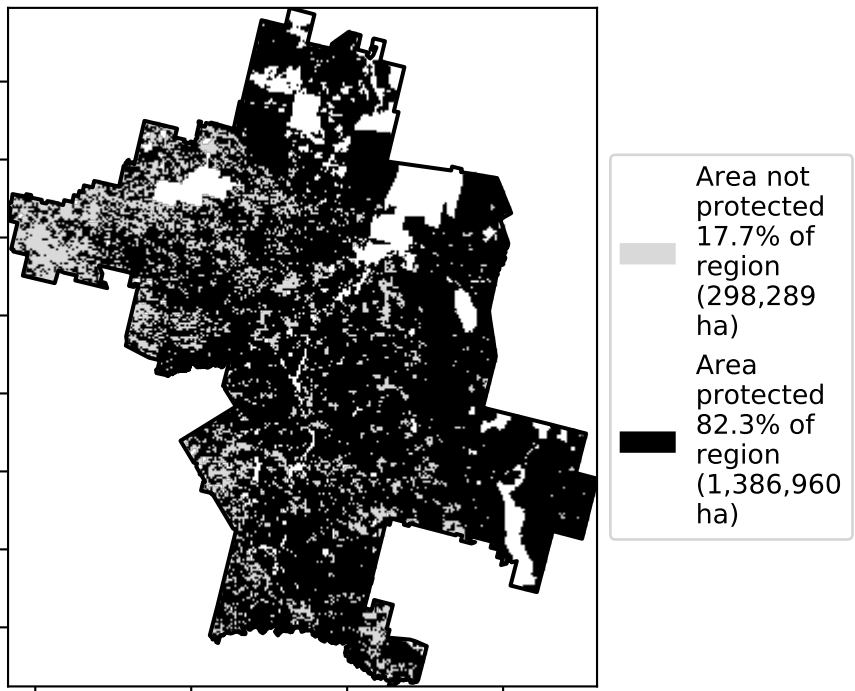 Area not
protected
17.7% of
region
(298,289
ha)
Area
protected
82.3% of
region
(1,386,960
ha)